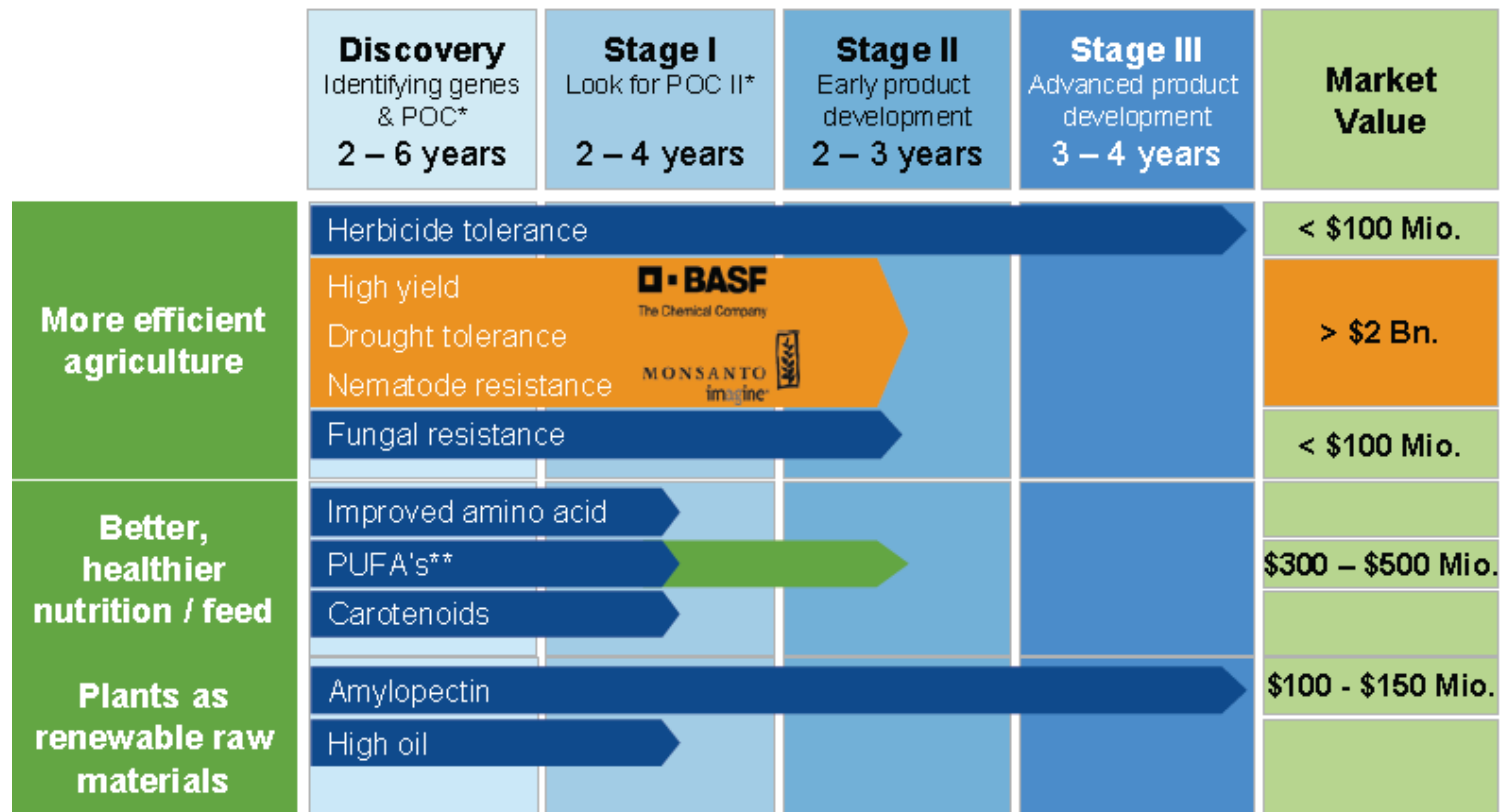 Discovery
Identifying genes
& POC*
2 – 6 years
Stage I
Look for POC II*
2 – 4 years
Stage II
Early product
development
2 – 3 years
Stage III
Advanced product
development
3 – 4 years
Market
Value
More efficient
agriculture
Herbicide tolerance
< $100 Mio.
High yield
Drought tolerance
Nematode resistance
BASF
The Chemical Company
MONSANTO
imagine
> $2 Bn.
Fungal resistance
< $100 Mio.
Better,
healthier
nutrition / feed
Improved amino acid
PUFA's**
$300 – $500 Mio.
Carotenoids
Plants as
renewable raw
materials
Amylopectin
$100 - $150 Mio.
High oil